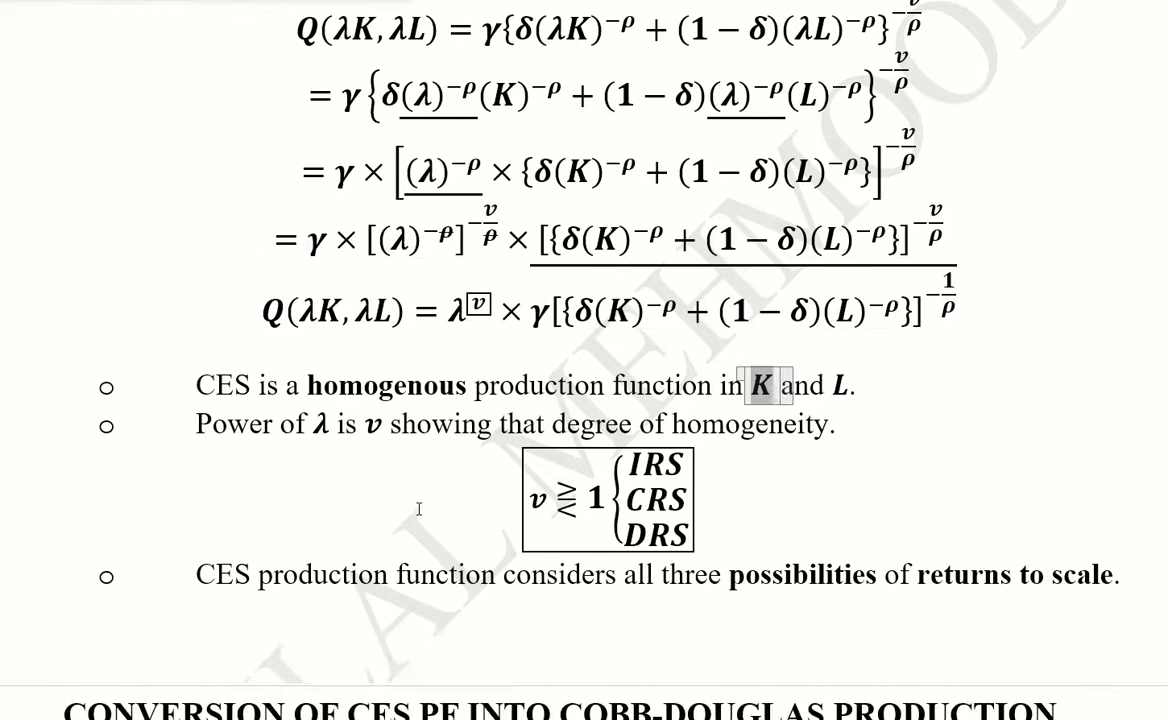 Q(λK, λL) = γ{δ(λK)^{−ρ} + (1 − δ)(λL)^{−ρ}}^{−v/ρ}
= γ{δ(λ)^{−ρ}(K)^{−ρ} + (1 − δ)(λ)^{−ρ}(L)^{−ρ}}^{−v/ρ}
= γ × [(λ)^{−ρ} × {δ(K)^{−ρ} + (1 − δ)(L)^{−ρ}}]^{−v/ρ}
= γ × [(λ)^{−ρ}]^{−v/ρ} × [{δ(K)^{−ρ} + (1 − δ)(L)^{−ρ}}]^{−v/ρ}
Q(λK, λL) = λ^{v} × γ[{δ(K)^{−ρ} + (1 − δ)(L)^{−ρ}}]^{−1/ρ}
o CES is a homogenous production function in K and L.
o Power of λ is v showing that degree of homogeneity.
IRS
v ⋛ 1 { CRS
DRS
o CES production function considers all three possibilities of returns to scale.
CONVERSION OF CES PF INTO COBB-DOUGLAS PRODUCTION
LAL MEHMOOD